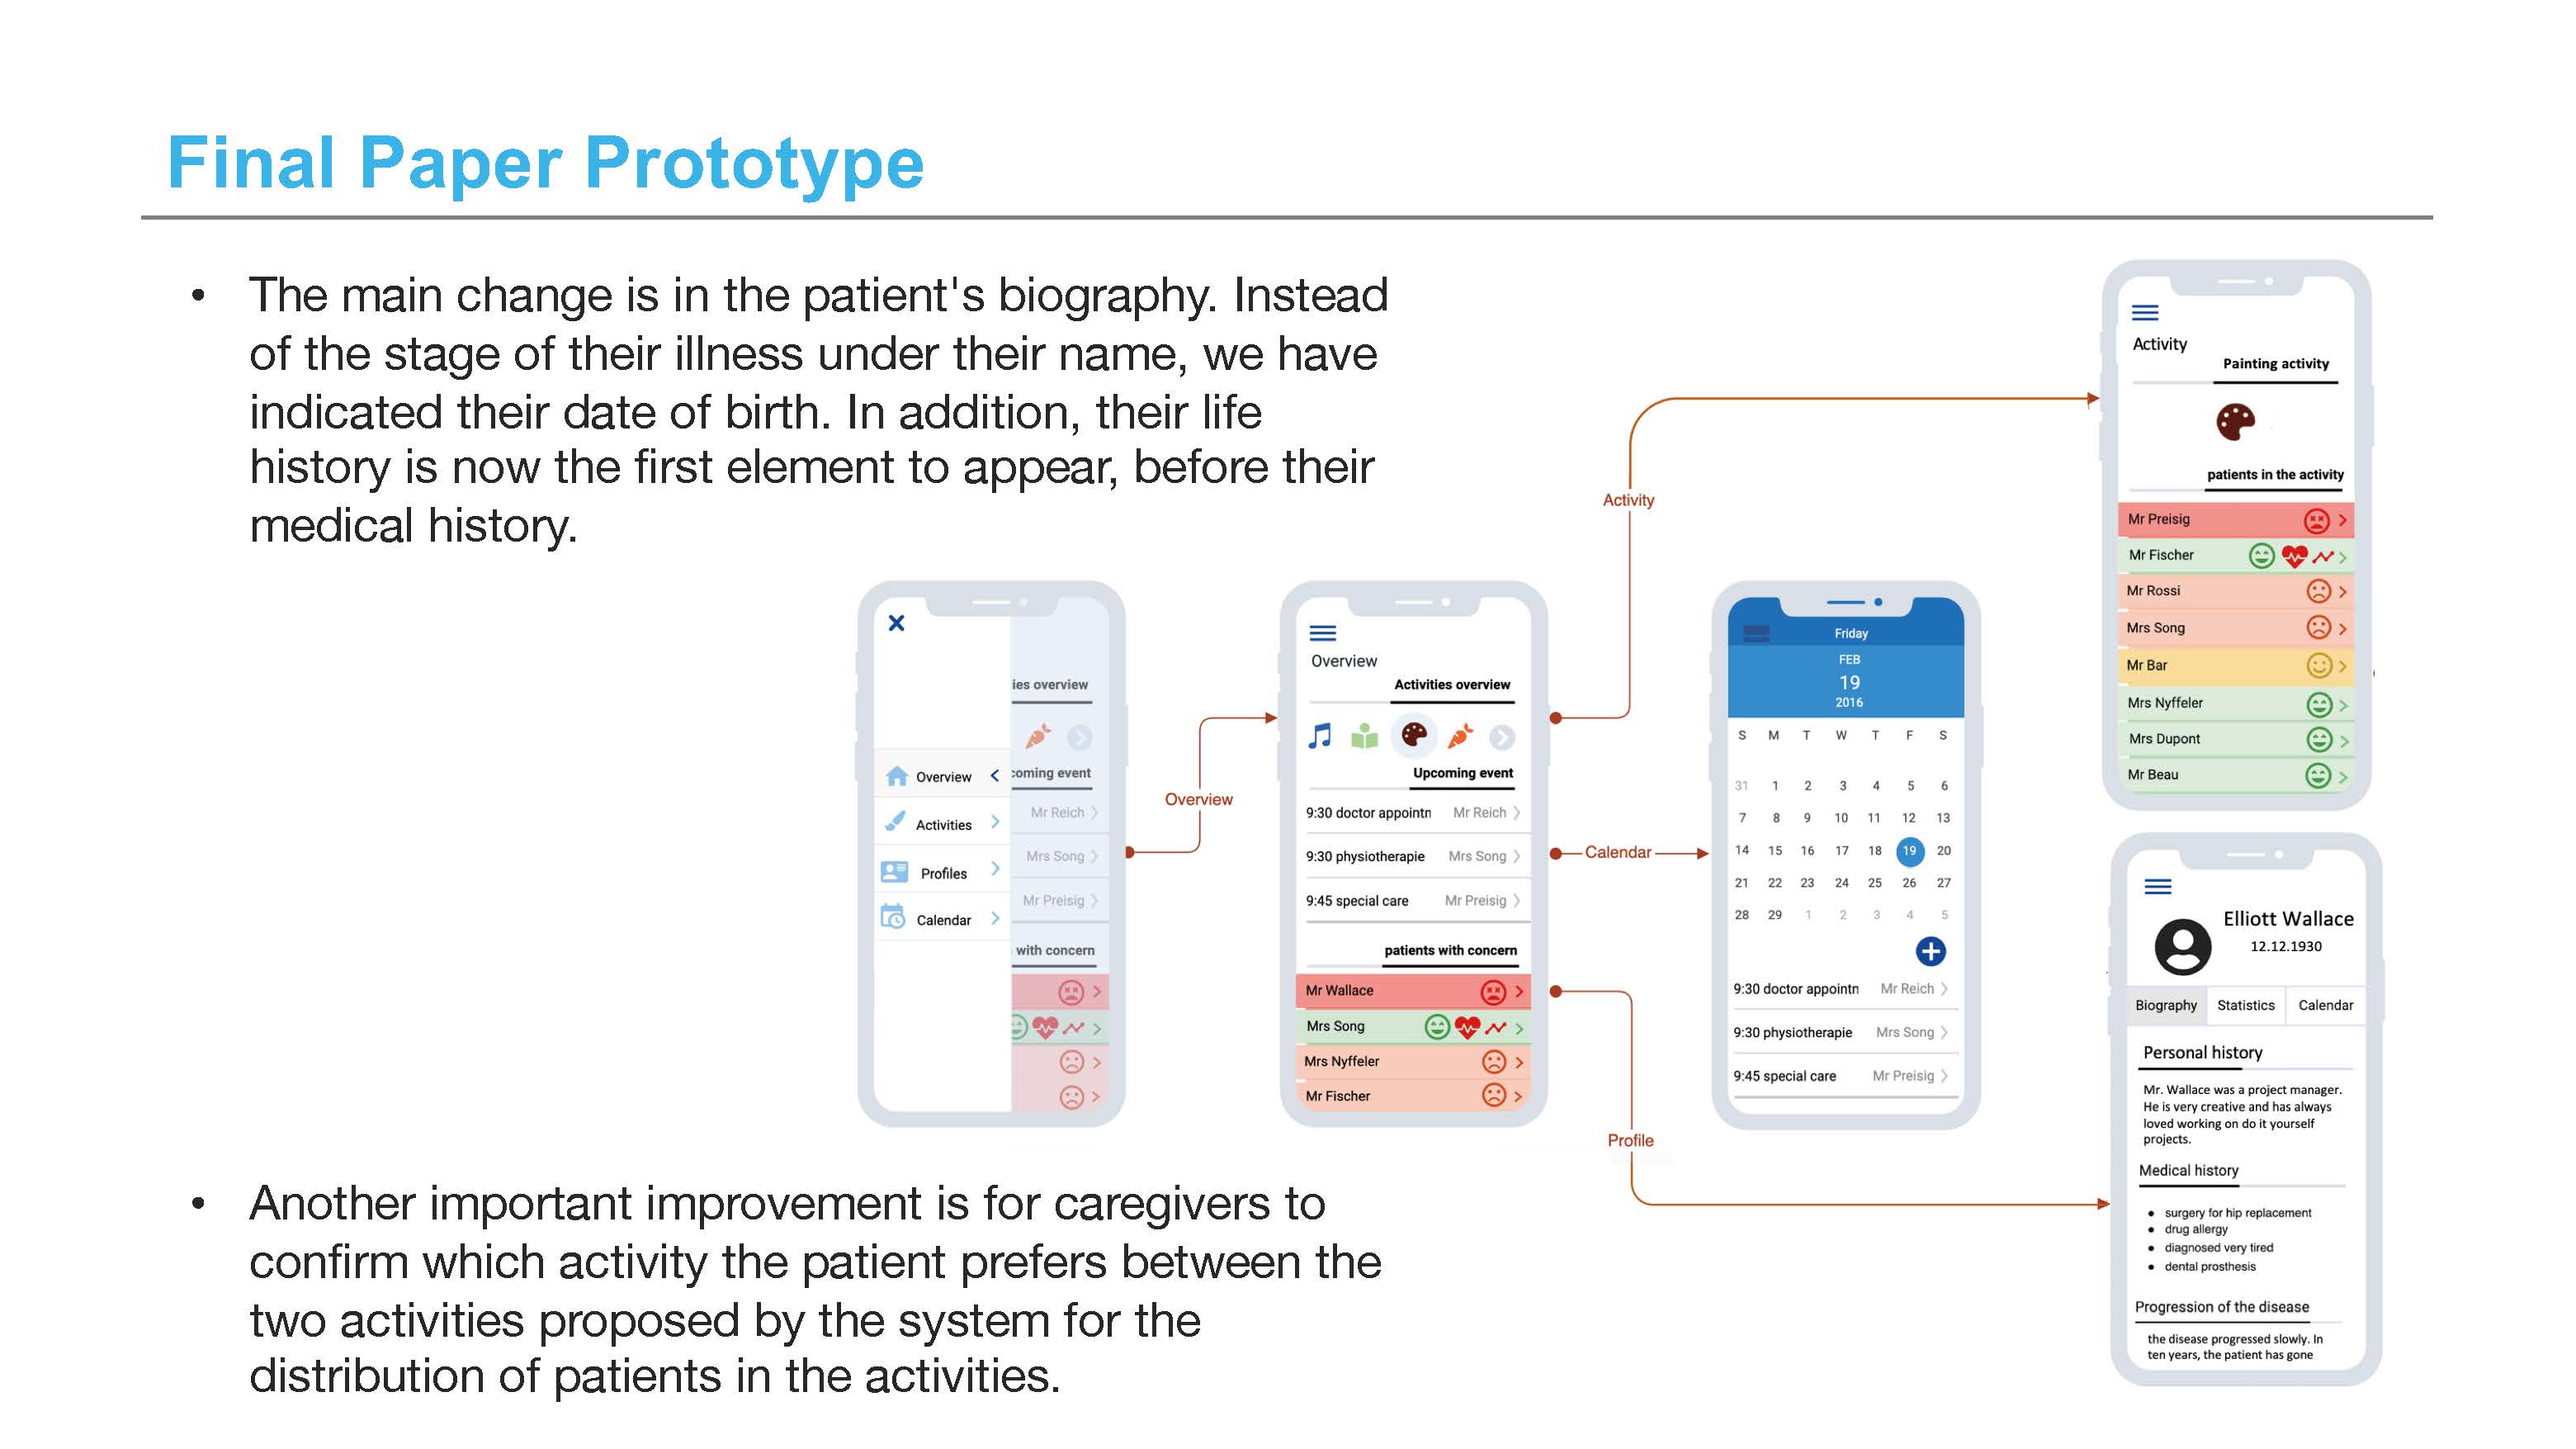 Final Paper Prototype
• The main change is in the patient's biography. Instead
of the stage of their illness under their name, we have
indicated their date of birth. In addition, their life
history is now the first element to appear, before their
medical history.
ies overview
coming event
Overview
Mr Reich
Activities
Mrs Song
Profiles
Mr Preisig
Calendar
with concern
Overview
Overview
Activities overview
Upcoming event
9:30 doctor appointn Mr Reich
9:30 physiotherapie Mrs Song
9:45 special care Mr Preisig
patients with concern
Mr Wallace
Mrs Song
Mrs Nyffeler
Mr Fischer
Activity
Calendar
Profile
Friday
FEB
19
2016
S M T W T F S
31 1 2 3 4 5 6
7 8 9 10 11 12 13
14 15 16 17 18 19 20
21 22 23 24 25 26 27
28 29 1 2 3 4 5
9:30 doctor appointn Mr Reich
9:30 physiotherapie Mrs Song
9:45 special care Mr Preisig
Activity
Painting activity
patients in the activity
Mr Preisig
Mr Fischer
Mr Rossi
Mrs Song
Mr Bar
Mrs Nyffeler
Mrs Dupont
Mr Beau
Elliott Wallace
12.12.1930
Biography Statistics Calendar
Personal history
Mr. Wallace was a project manager.
He is very creative and has always
loved working on do it yourself
projects.
Medical history
• surgery for hip replacement
• drug allergy
• diagnosed very tired
• dental prosthesis
Progression of the disease
the disease progressed slowly. In
ten years, the patient has gone
• Another important improvement is for caregivers to
confirm which activity the patient prefers between the
two activities proposed by the system for the
distribution of patients in the activities.